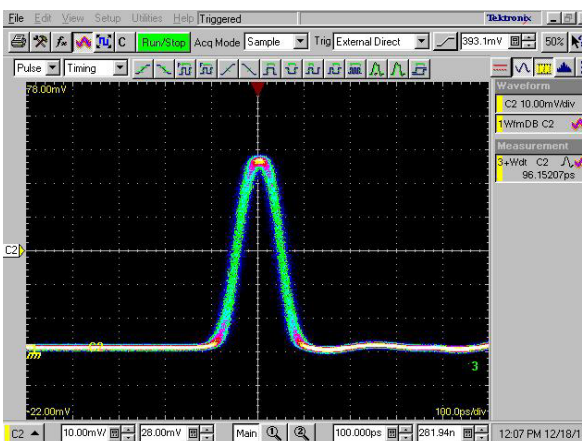 File Edit View Setup Utilities Help Triggered Tektronix
C Run/Stop Acq Mode Sample Trig External Direct 393.1mV 50%
Pulse Timing
78.00mV
Waveform
C2 10.00mV/div
1WfmDB C2
Measurement
3+Wdt C2
96.15207ps
C2
C2
3
-22.00mV 100.0ps/div
C2 10.00mV 28.00mV Main 1 2 100.000ps 281.94n 12:07 PM 12/18/1